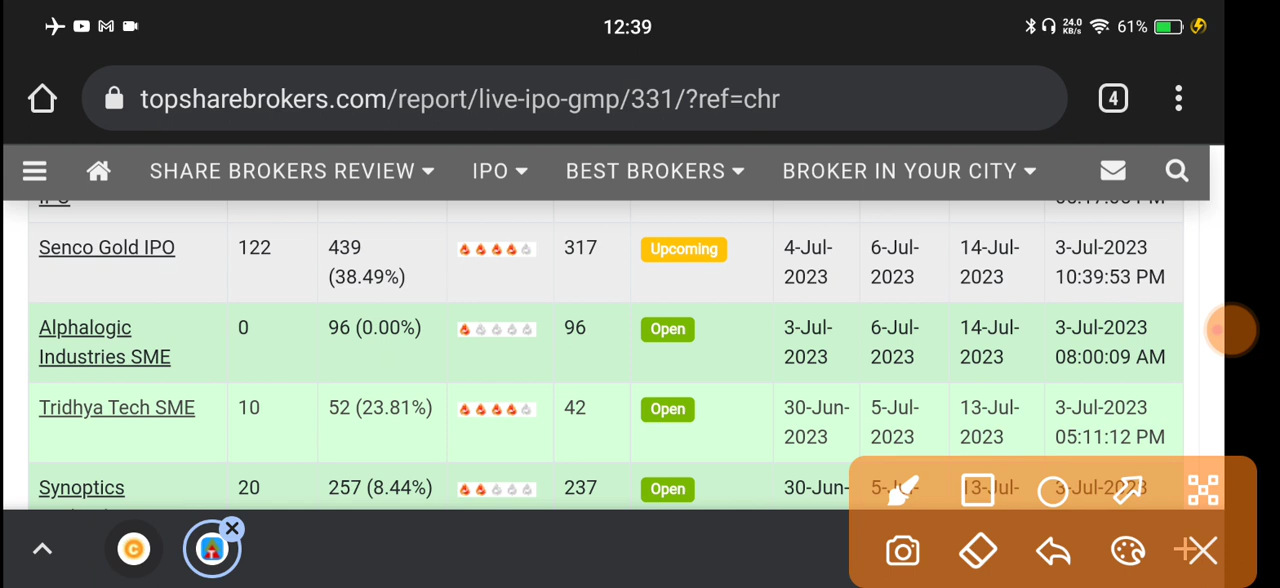 12:39 24.0 KB/s 61%
topsharebrokers.com/report/live-ipo-gmp/331/?ref=chr 4
SHARE BROKERS REVIEW IPO BEST BROKERS BROKER IN YOUR CITY
Senco Gold IPO 122 439 (38.49%) 317 Upcoming 4-Jul-2023 6-Jul-2023 14-Jul-2023 3-Jul-2023 10:39:53 PM
Alphalogic Industries SME 0 96 (0.00%) 96 Open 3-Jul-2023 6-Jul-2023 14-Jul-2023 3-Jul-2023 08:00:09 AM
Tridhya Tech SME 10 52 (23.81%) 42 Open 30-Jun-2023 5-Jul-2023 13-Jul-2023 3-Jul-2023 05:11:12 PM
Synoptics 20 257 (8.44%) 237 Open 30-Jun- 13-Jul- 3-Jul-2023